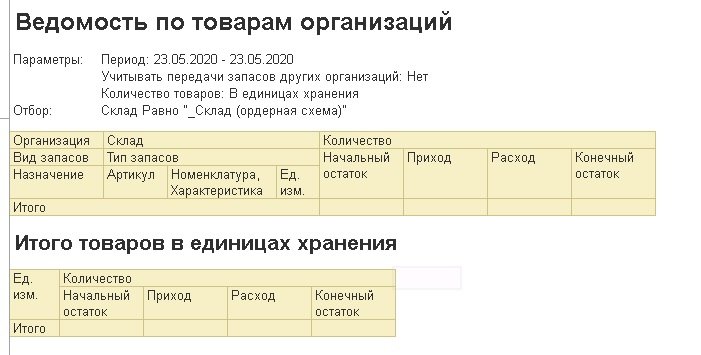 Ведомость по товарам организаций
Параметры: Период: 23.05.2020 - 23.05.2020
Учитывать передачи запасов других организаций: Нет
Количество товаров: В единицах хранения
Отбор: Склад Равно "_Склад (ордерная схема)"
Организация Склад Количество
Вид запасов Тип запасов Начальный остаток Приход Расход Конечный остаток
Назначение Артикул Номенклатура, Характеристика Ед. изм.
Итого
Итого товаров в единицах хранения
Ед. изм. Количество
Начальный остаток Приход Расход Конечный остаток
Итого